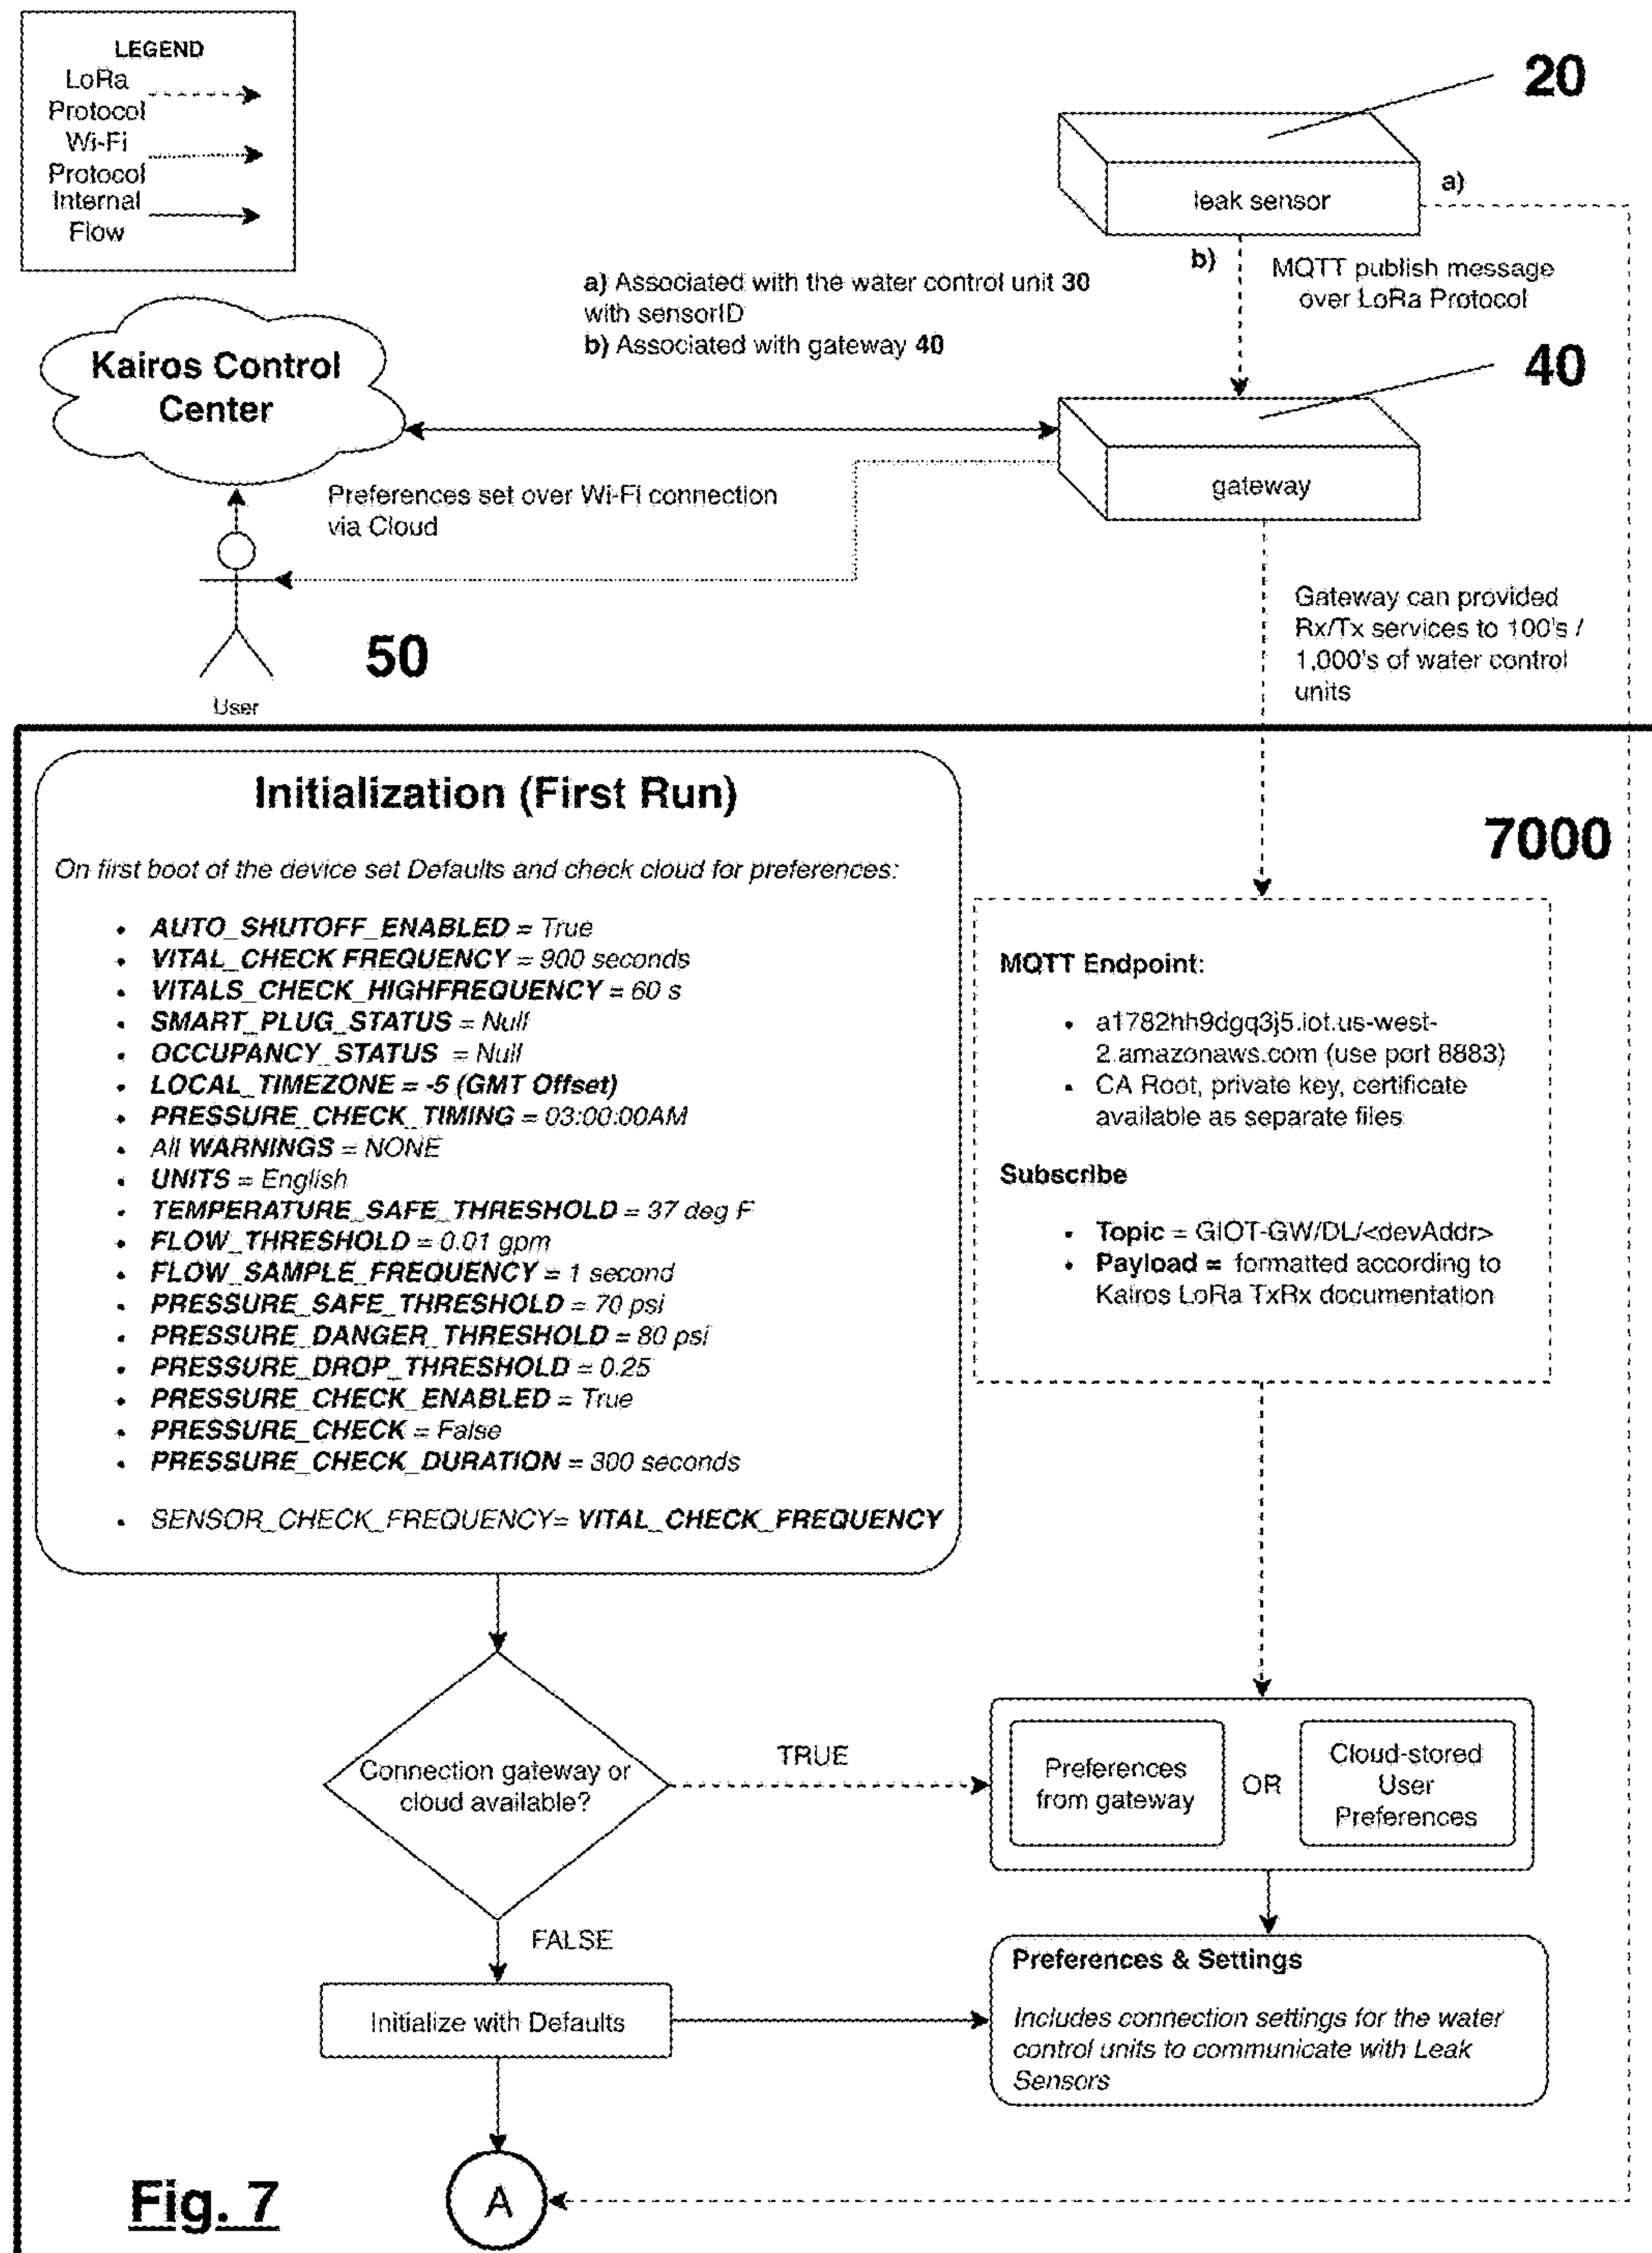 LEGEND
LoRa
Protocol
Wi-Fi
Protocol
Internal
Flow
20
leak sensor
a)
b)
MQTT publish message
over LoRa Protocol
a) Associated with the water control unit 30
with sensorID
b) Associated with gateway 40
40
Kairos Control
Center
gateway
Preferences set over Wi-Fi connection
via Cloud
50
User
Gateway can provided
Rx/Tx services to 100's /
1,000's of water control
units
Initialization (First Run)
On first boot of the device set Defaults and check cloud for preferences:
• AUTO_SHUTOFF_ENABLED = True
• VITAL_CHECK FREQUENCY = 900 seconds
• VITALS_CHECK_HIGHFREQUENCY = 60 s
• SMART_PLUG_STATUS = Null
• OCCUPANCY_STATUS = Null
• LOCAL_TIMEZONE = -5 (GMT Offset)
• PRESSURE_CHECK_TIMING = 03:00:00AM
• All WARNINGS = NONE
• UNITS = English
• TEMPERATURE_SAFE_THRESHOLD = 37 deg F
• FLOW_THRESHOLD = 0.01 gpm
• FLOW_SAMPLE_FREQUENCY = 1 second
• PRESSURE_SAFE_THRESHOLD = 70 psi
• PRESSURE_DANGER_THRESHOLD = 80 psi
• PRESSURE_DROP_THRESHOLD = 0.25
• PRESSURE_CHECK_ENABLED = True
• PRESSURE_CHECK = False
• PRESSURE_CHECK_DURATION = 300 seconds
• SENSOR_CHECK_FREQUENCY= VITAL_CHECK_FREQUENCY
7000
MQTT Endpoint:
• a1782hh9dgq3j5.iot.us-west-
2.amazonaws.com (use port 8883)
• CA Root, private key, certificate
available as separate files
Subscribe
• Topic = GIOT-GW/DL/<devAddr>
• Payload = formatted according to
Kairos LoRa TxRx documentation
Connection gateway or
cloud available?
TRUE
Preferences
from gateway
OR
Cloud-stored
User
Preferences
FALSE
Initialize with Defaults
Preferences & Settings
Includes connection settings for the water
control units to communicate with Leak
Sensors
A
Fig. 7